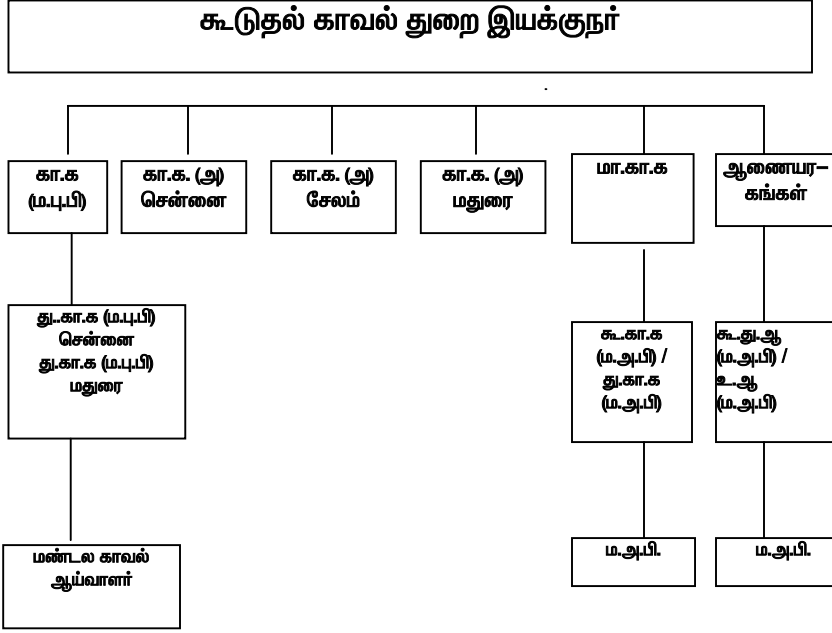 கூடுதல் காவல் துறை இயக்குநர்
கா.க
(ம.பு.பி)
கா.க. (அ)
சென்னை
கா.க. (அ)
சேலம்
கா.க. (அ)
மதுரை
மா.கா.க
ஆணையர–
கங்கள்
து..கா.க (ம.பு.பி)
சென்னை
து.கா.க (ம.பு.பி)
மதுரை
கூ.கா.க
(ம.அ.பி) /
து.கா.க
(ம.அ.பி)
கூ.து.ஆ
(ம.அ.பி) /
உ.ஆ
(ம.அ.பி)
மண்டல காவல்
ஆய்வாளர்
ம.அ.பி.
ம.அ.பி.